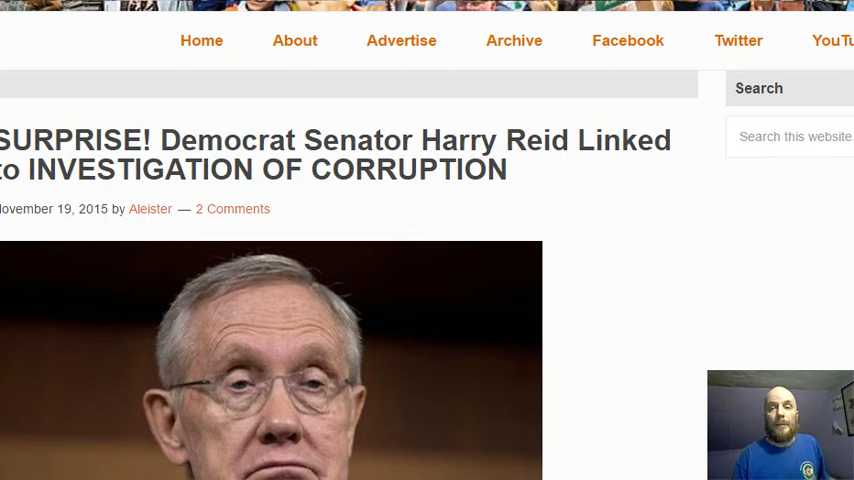 Home About Advertise Archive Facebook Twitter
Search
SURPRISE! Democrat Senator Harry Reid Linked
to INVESTIGATION OF CORRUPTION
Search this website
November 19, 2015 by Aleister — 2 Comments